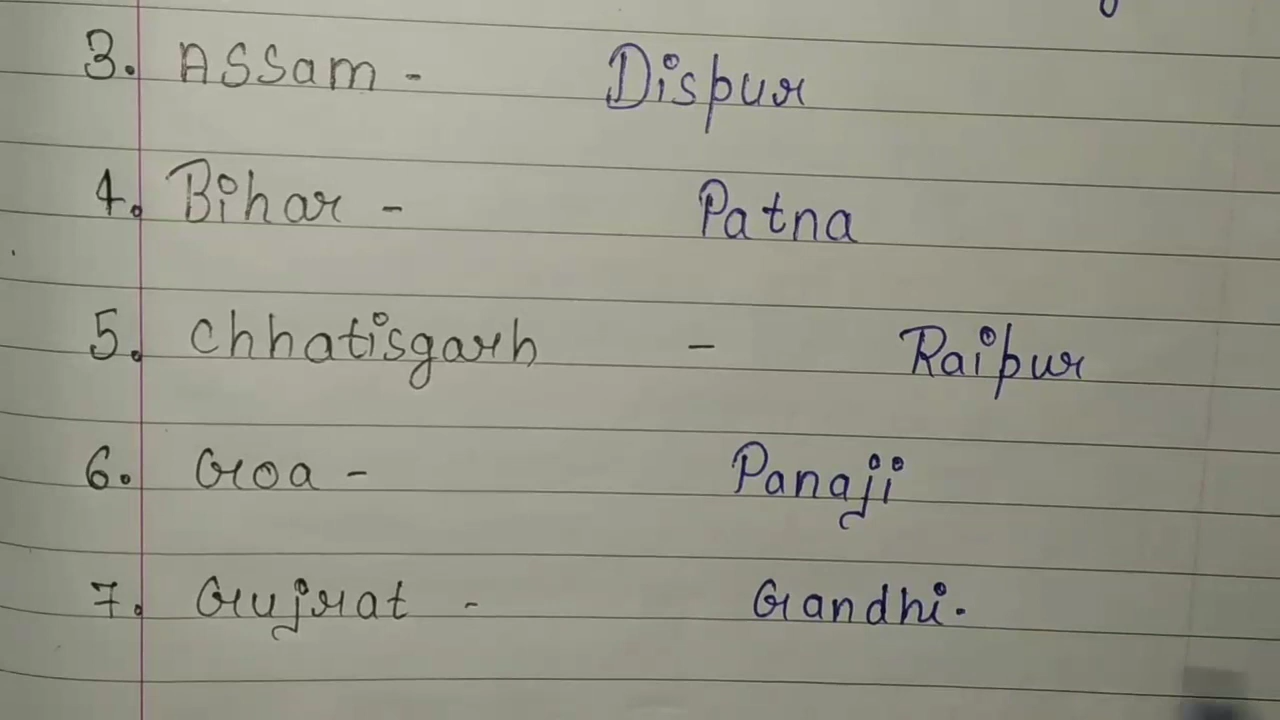 3. Assam - Dispur
4. Bihar - Patna
5. Chhatisgarh - Raipur
6. Goa - Panaji
7. Gujrat - Gandhi.